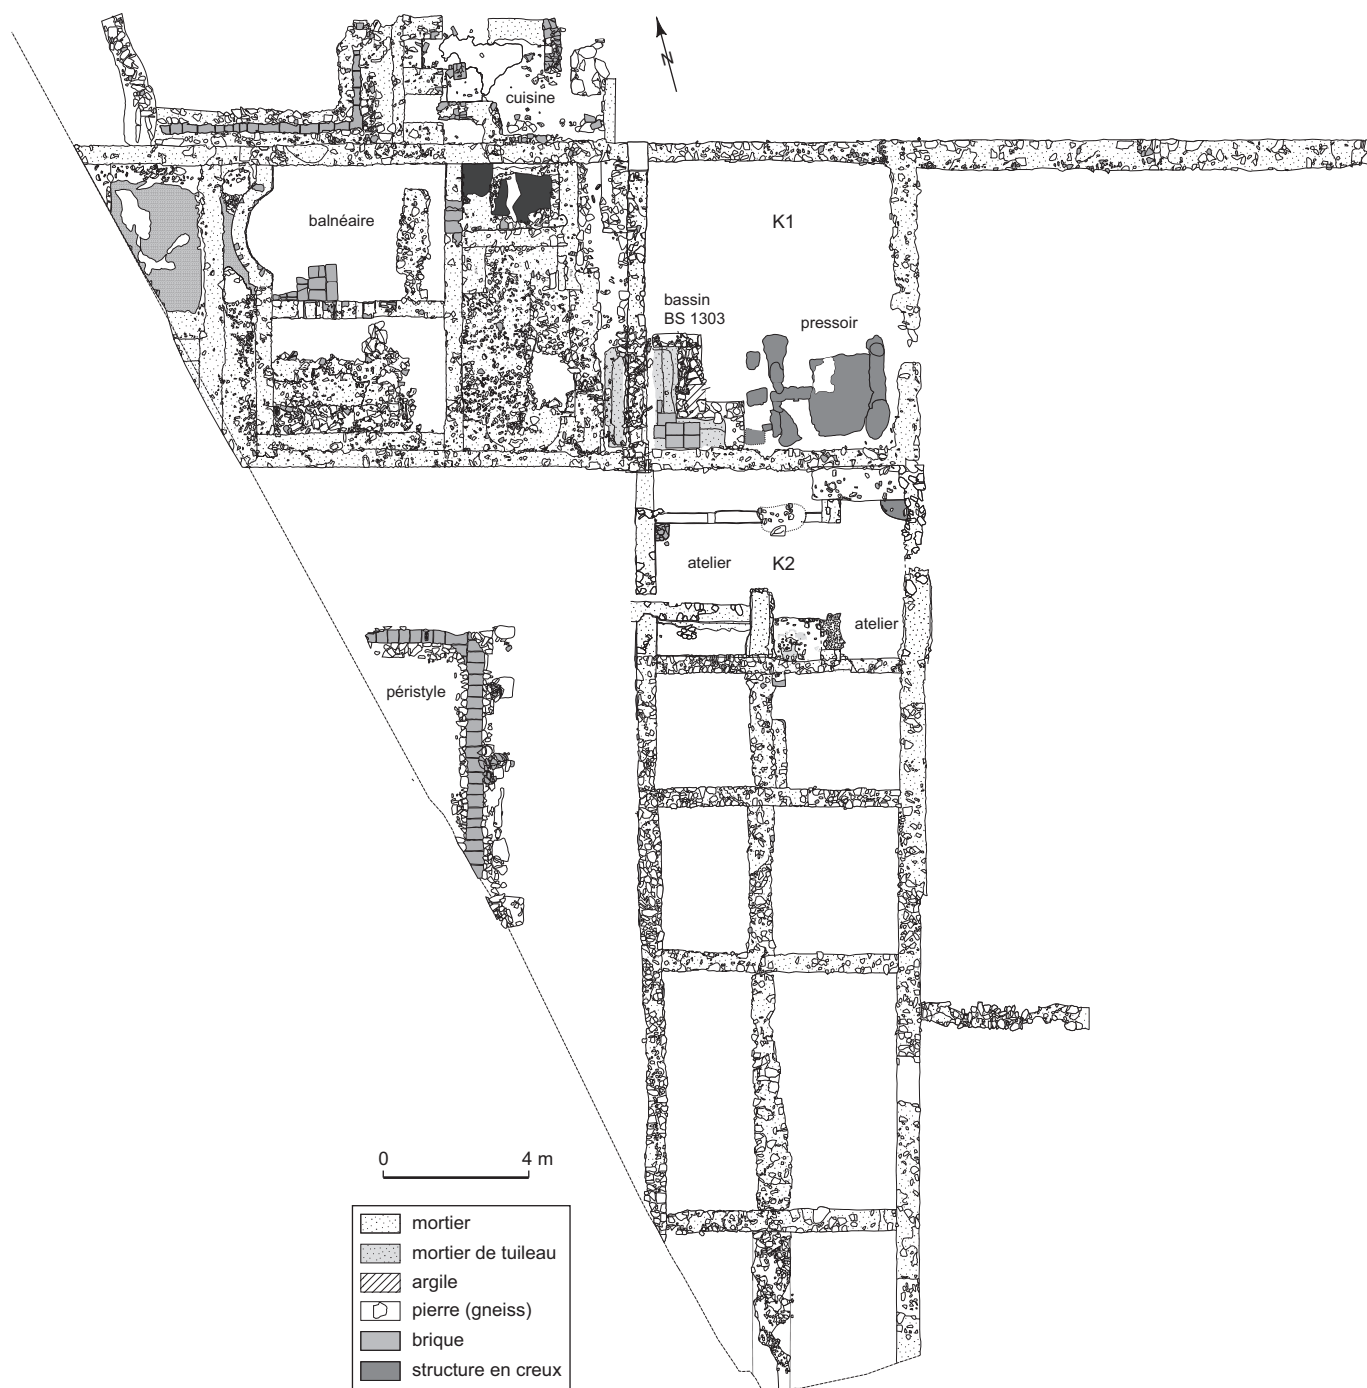 N
cuisine
balnéaire
K1
bassin
BS 1303
pressoir
atelier
K2
atelier
péristyle
0
4 m
mortier
mortier de tuileau
argile
pierre (gneiss)
brique
structure en creux